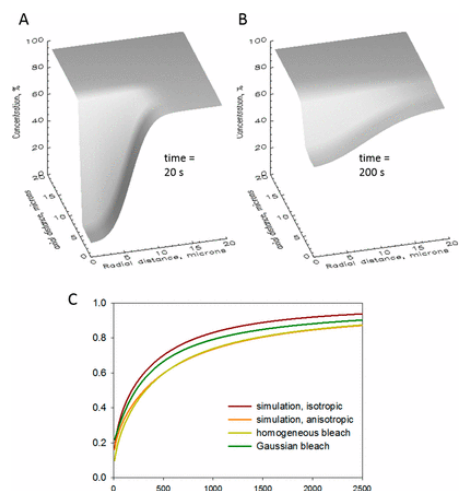 A
B
Concentration, %
100
80
60
40
20
0
time =
20 s
0
5
10
15
20
Radial distance, microns
Concentration, %
100
80
60
40
20
0
time =
200 s
0
5
10
15
20
Radial distance, microns
C
1.0
0.8
0.6
0.4
0.2
0.0
simulation, isotropic
simulation, anisotropic
homogeneous bleach
Gaussian bleach
0
500
1000
1500
2000
2500